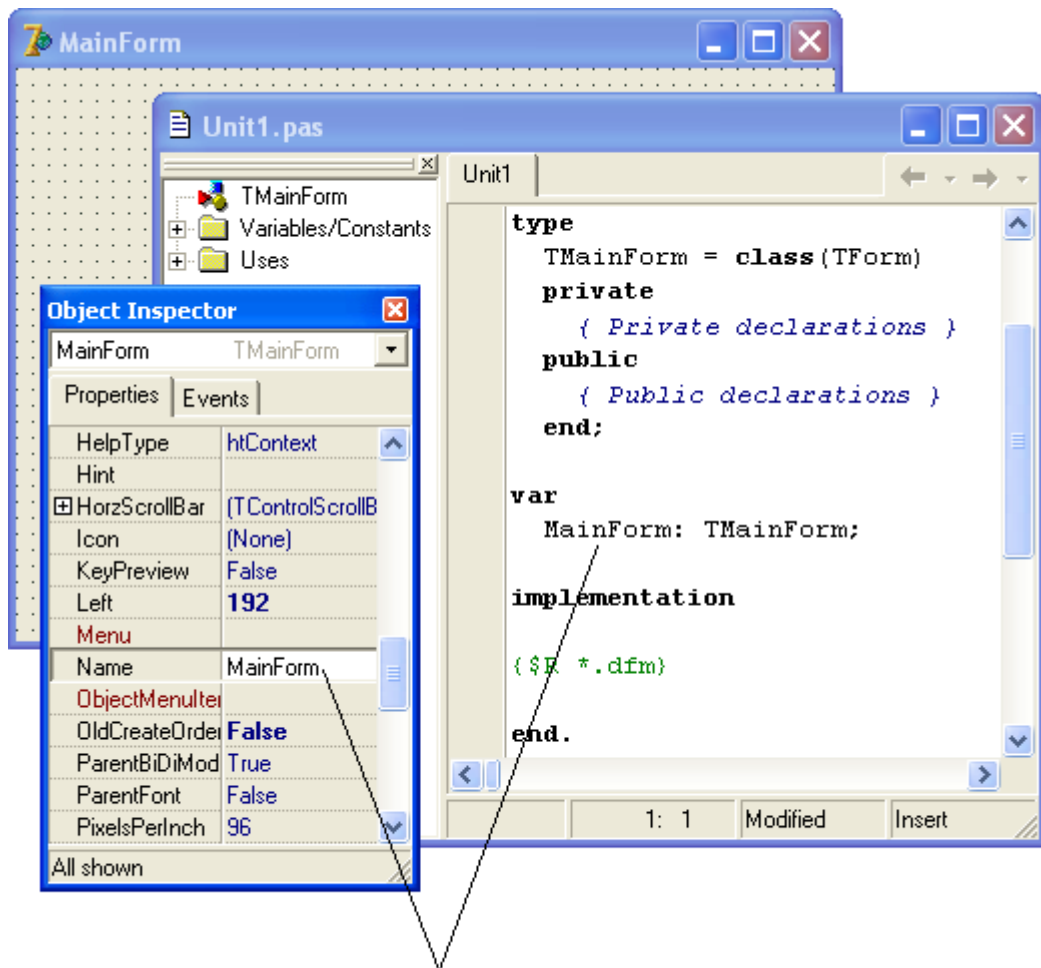 MainForm
Unit1.pas
TMainForm
Variables/Constants
Uses
Unit1
type
TMainForm = class(TForm)
private
{ Private declarations }
public
{ Public declarations }
end;
var
MainForm: TMainForm;
implementation
{$R *.dfm}
end.
1: 1 Modified Insert
Object Inspector
MainForm TMainForm
Properties Events
HelpType htContext
Hint
HorzScrollBar (TControlScrollB
Icon (None)
KeyPreview False
Left 192
Menu
Name MainForm
ObjectMenuIte
OldCreateOrde False
ParentBiDiMod True
ParentFont False
PixelsPerInch 96
All shown